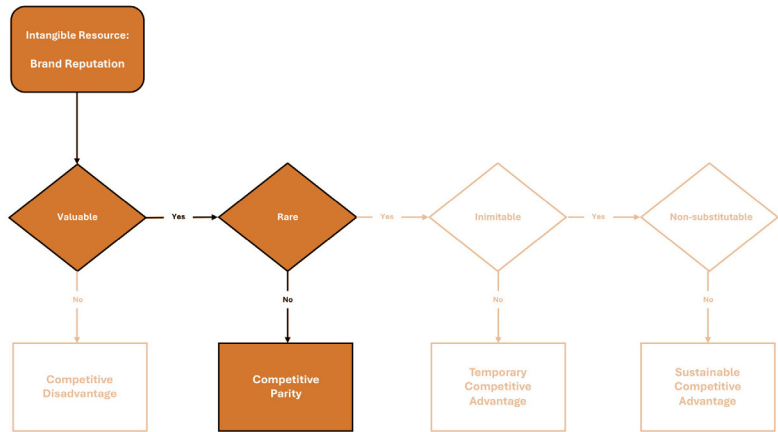 Intangible Resource:
Brand Reputation
Valuable
Yes
Rare
Yes
Inimitable
Yes
Non-substitutable
No
No
No
No
Competitive
Disadvantage
Competitive
Parity
Temporary
Competitive
Advantage
Sustainable
Competitive
Advantage